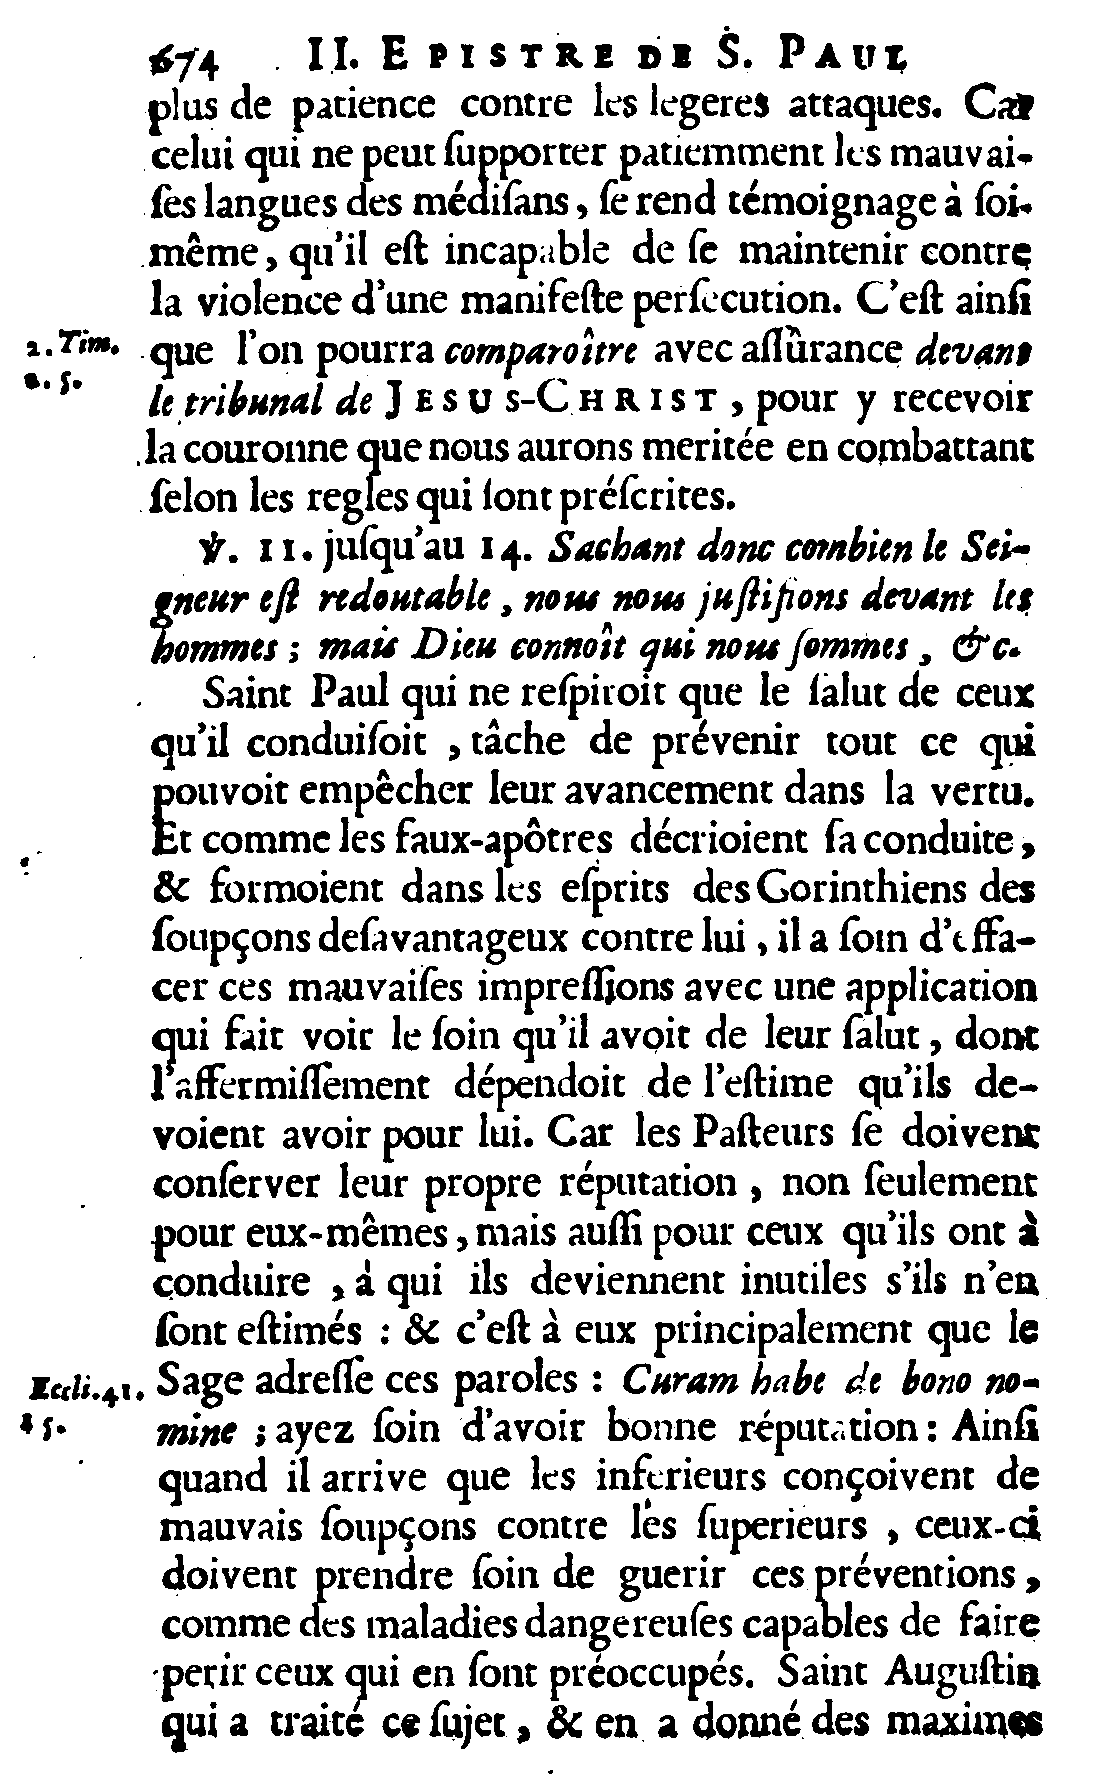 674 II. EPISTRE DE S. PAUL
plus de patience contre les legeres attaques. Car
celui qui ne peut ſupporter patiemment les mauvai-
ſes langues des médiſans, ſe rend témoignage à ſoi-
même, qu'il eſt incapable de ſe maintenir contre
la violence d'une manifeſte perſecution. C'eſt ainſi
2. Tim. que l'on pourra comparoître avec aſſûrance devant
le tribunal de JESUS-CHRIST, pour y recevoir
la couronne que nous aurons meritée en combattant
ſelon les regles qui ſont préſcrites.
℣. 11. juſqu'au 14. Sachant donc combien le Sei-
gneur eſt redoutable, nous nous juſtifions devant les
hommes; mais Dieu connoît qui nous ſommes, &c.
Saint Paul qui ne reſpiroit que le ſalut de ceux
qu'il conduiſoit, tâche de prévenir tout ce qui
pouvoit empêcher leur avancement dans la vertu.
Et comme les faux-apôtres décrioient ſa conduite,
& formoient dans les eſprits des Corinthiens des
ſoupçons deſavantageux contre lui, il a ſoin d'effa-
cer ces mauvaiſes impreſſions avec une application
qui fait voir le ſoin qu'il avoit de leur ſalut, dont
l'affermiſſement dépendoit de l'eſtime qu'ils de-
voient avoir pour lui. Car les Paſteurs ſe doivent
conſerver leur propre réputation, non ſeulement
pour eux-mêmes, mais auſſi pour ceux qu'ils ont à
conduire, à qui ils deviennent inutiles s'ils n'en
ſont eſtimés: & c'eſt à eux principalement que le
Eccli. 41. Sage adreſſe ces paroles: Curam habe de bono no-
15. mine; ayez ſoin d'avoir bonne réputation: Ainſi
quand il arrive que les inferieurs conçoivent de
mauvais ſoupçons contre les ſuperieurs, ceux-ci
doivent prendre ſoin de guerir ces préventions,
comme des maladies dangereuſes capables de faire
perir ceux qui en ſont préoccupés. Saint Auguſtin
qui a traité ce ſujet, & en a donné des maximes